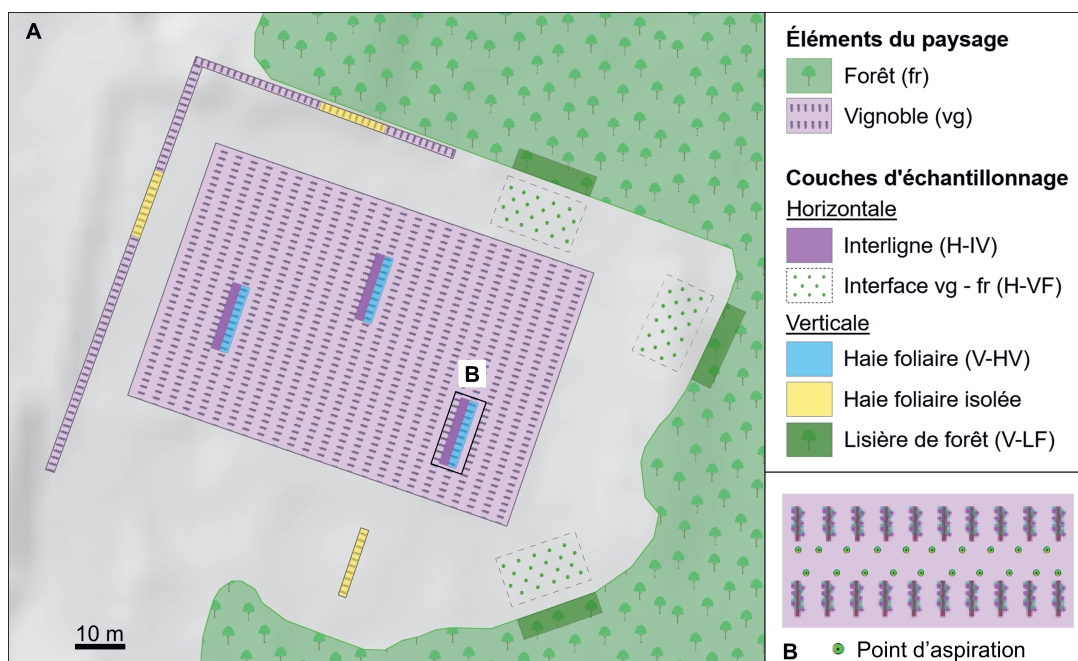 A
B
10 m
Éléments du paysage
Forêt (fr)
Vignoble (vg)
Couches d'échantillonnage
Horizontale
Interligne (H-IV)
Interface vg - fr (H-VF)
Verticale
Haie foliaire (V-HV)
Haie foliaire isolée
Lisière de forêt (V-LF)
B
Point d'aspiration